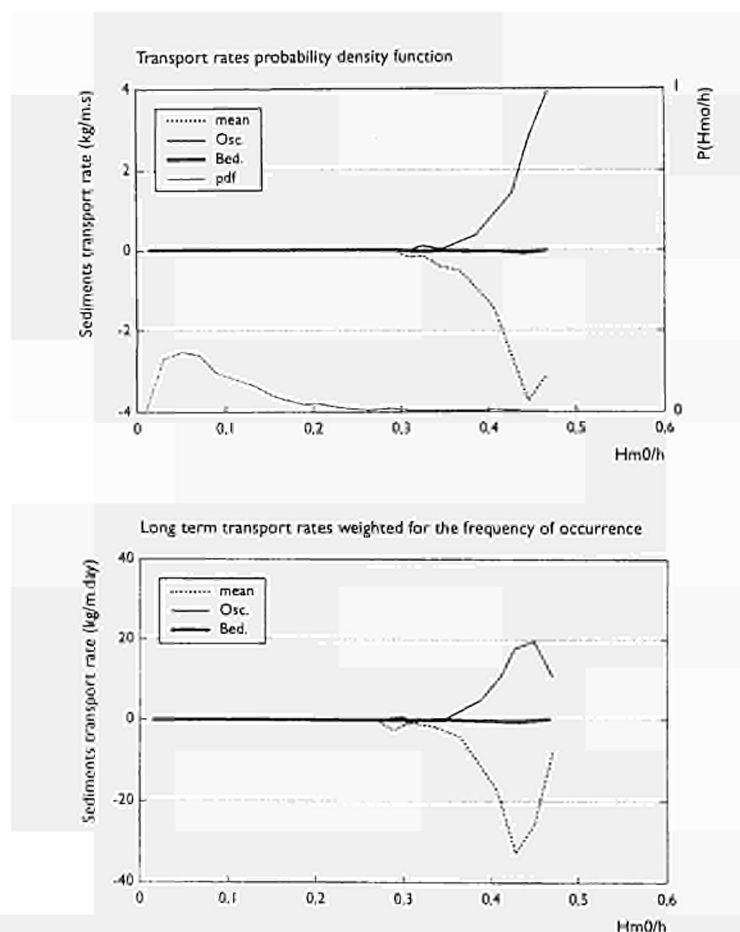 Transport rates probability density function
Sediments transport rate (kg/m.s)
P(Hmo/h)
4
2
0
-2
-4
1
0
mean
Osc.
Bed.
pdf
0
0,1
0,2
0,3
0,4
0,5
0,6
Hm0/h
Long term transport rates weighted for the frequency of occurrence
Sediments transport rate (kg/m.day)
40
20
0
-20
-40
mean
Osc.
Bed.
0
0,1
0,2
0,3
0,4
0,5
0,6
Hm0/h